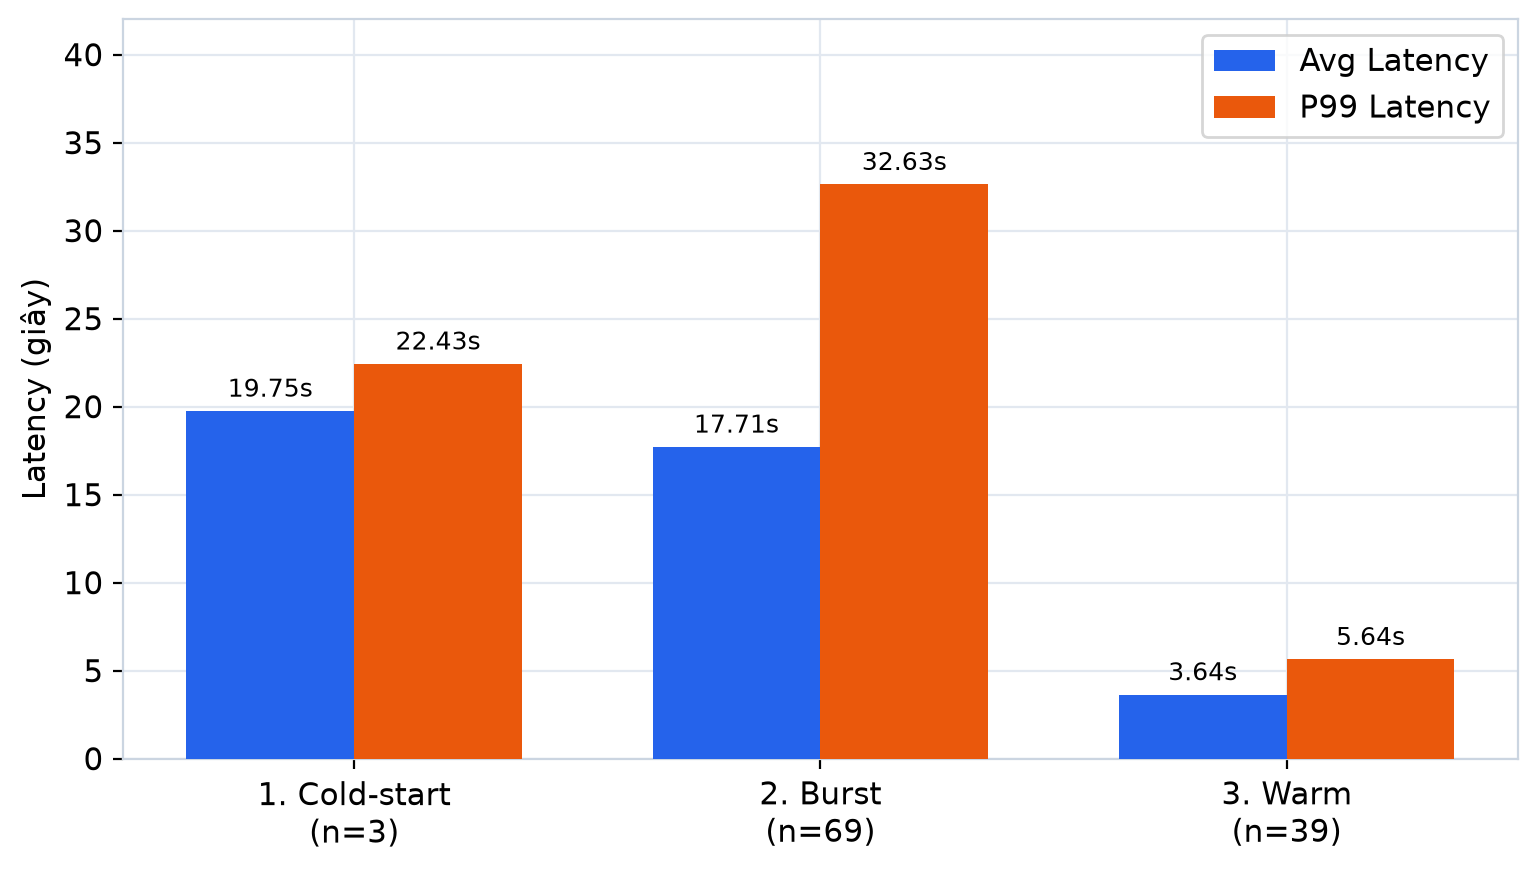 Avg Latency
P99 Latency
Latency (giây)
40
35
30
25
20
15
10
5
0
19.75s
22.43s
17.71s
32.63s
3.64s
5.64s
1. Cold-start
(n=3)
2. Burst
(n=69)
3. Warm
(n=39)